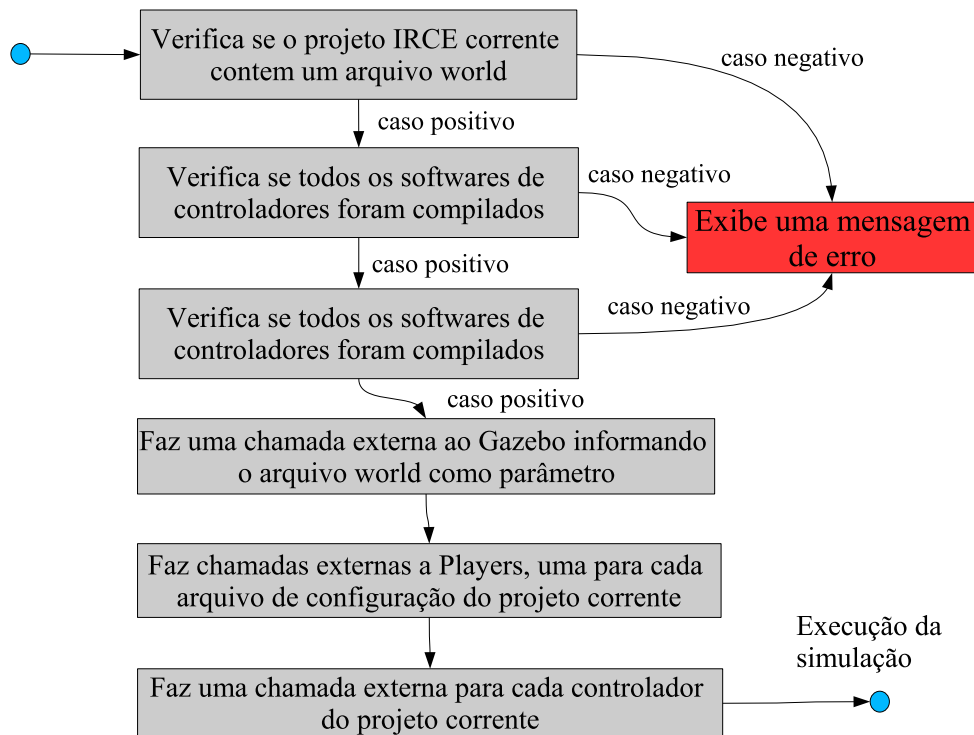 Verifica se o projeto IRCE corrente
contem um arquivo world
caso negativo
caso positivo
Verifica se todos os softwares de
controladores foram compilados
caso negativo
Exibe uma mensagem
de erro
caso positivo
Verifica se todos os softwares de
controladores foram compilados
caso negativo
caso positivo
Faz uma chamada externa ao Gazebo informando
o arquivo world como parâmetro
Faz chamadas externas a Players, uma para cada
arquivo de configuração do projeto corrente
Faz uma chamada externa para cada controlador
do projeto corrente
Execução da
simulação